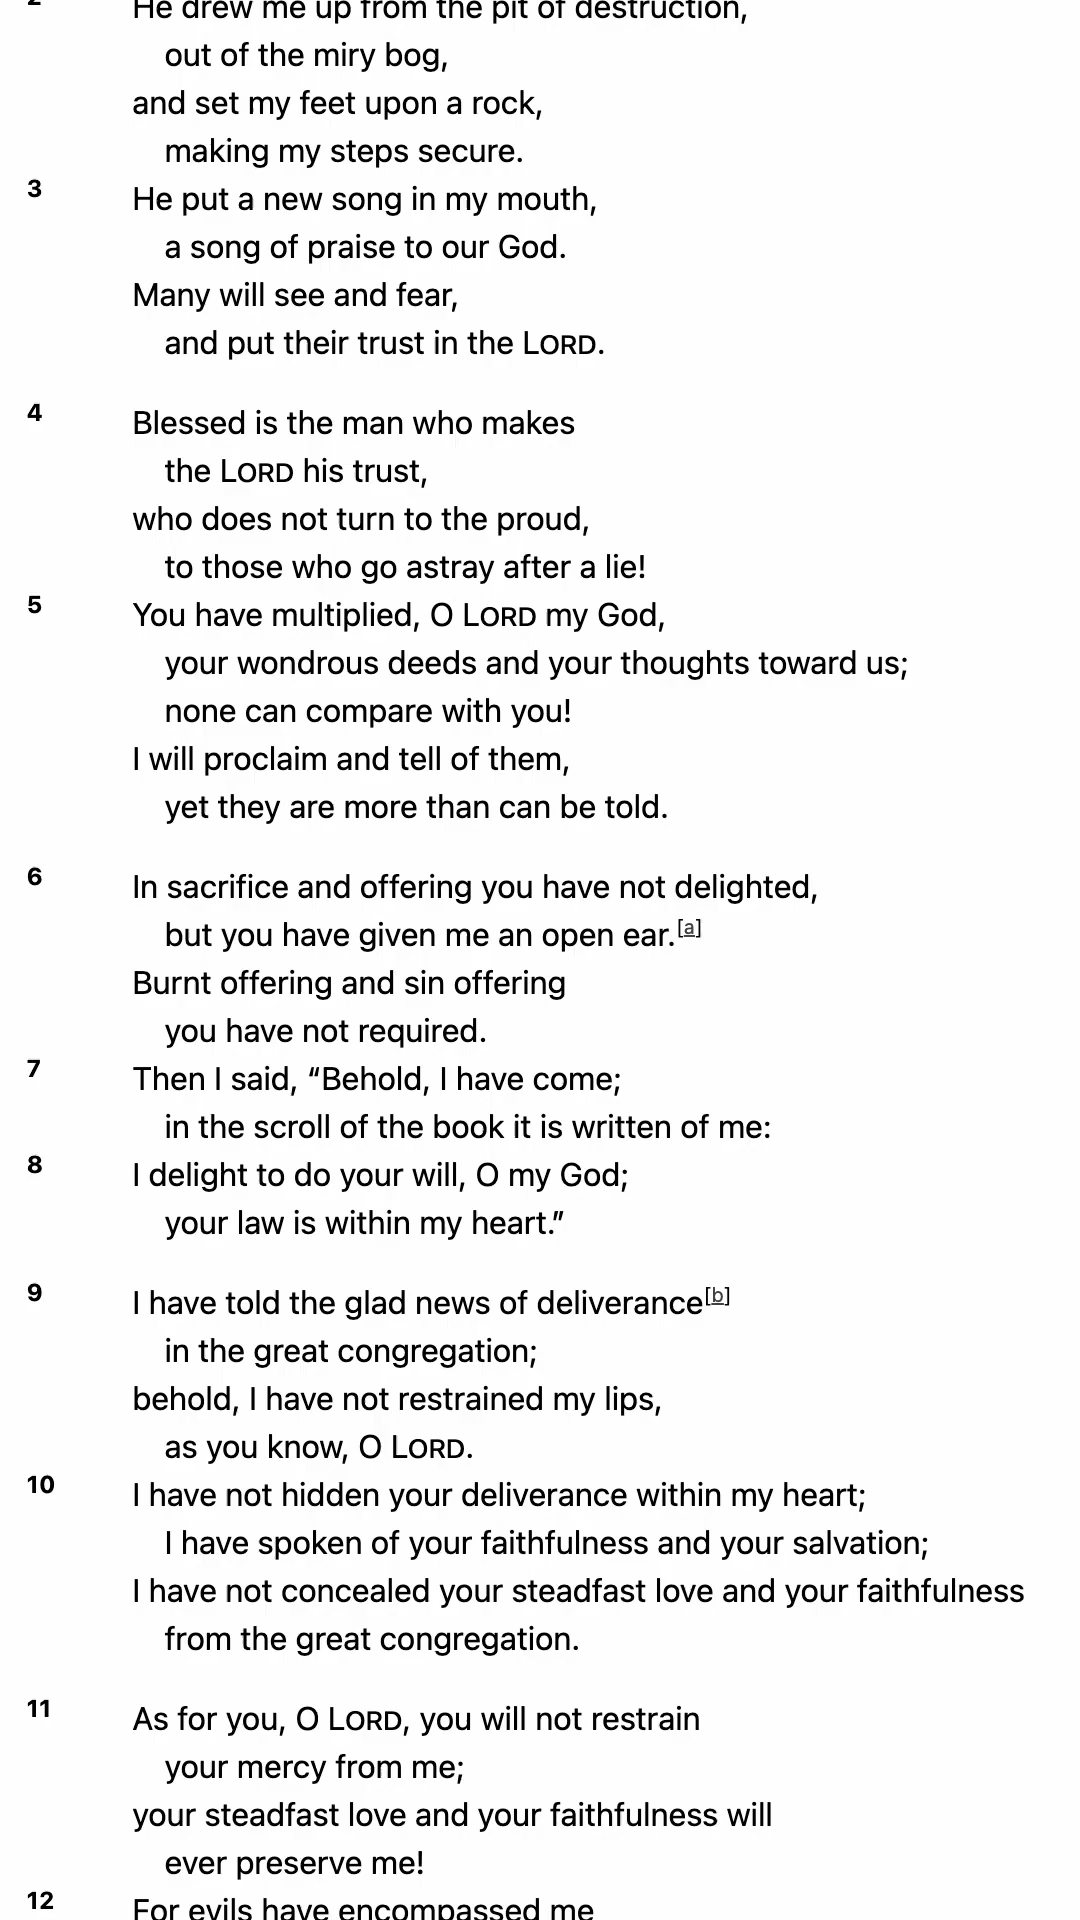 2 He drew me up from the pit of destruction,
out of the miry bog,
and set my feet upon a rock,
making my steps secure.
3 He put a new song in my mouth,
a song of praise to our God.
Many will see and fear,
and put their trust in the LORD.
4 Blessed is the man who makes
the LORD his trust,
who does not turn to the proud,
to those who go astray after a lie!
5 You have multiplied, O LORD my God,
your wondrous deeds and your thoughts toward us;
none can compare with you!
I will proclaim and tell of them,
yet they are more than can be told.
6 In sacrifice and offering you have not delighted,
but you have given me an open ear.[a]
Burnt offering and sin offering
you have not required.
7 Then I said, “Behold, I have come;
in the scroll of the book it is written of me:
8 I delight to do your will, O my God;
your law is within my heart.”
9 I have told the glad news of deliverance[b]
in the great congregation;
behold, I have not restrained my lips,
as you know, O LORD.
10 I have not hidden your deliverance within my heart;
I have spoken of your faithfulness and your salvation;
I have not concealed your steadfast love and your faithfulness
from the great congregation.
11 As for you, O LORD, you will not restrain
your mercy from me;
your steadfast love and your faithfulness will
ever preserve me!
12 For evils have encompassed me